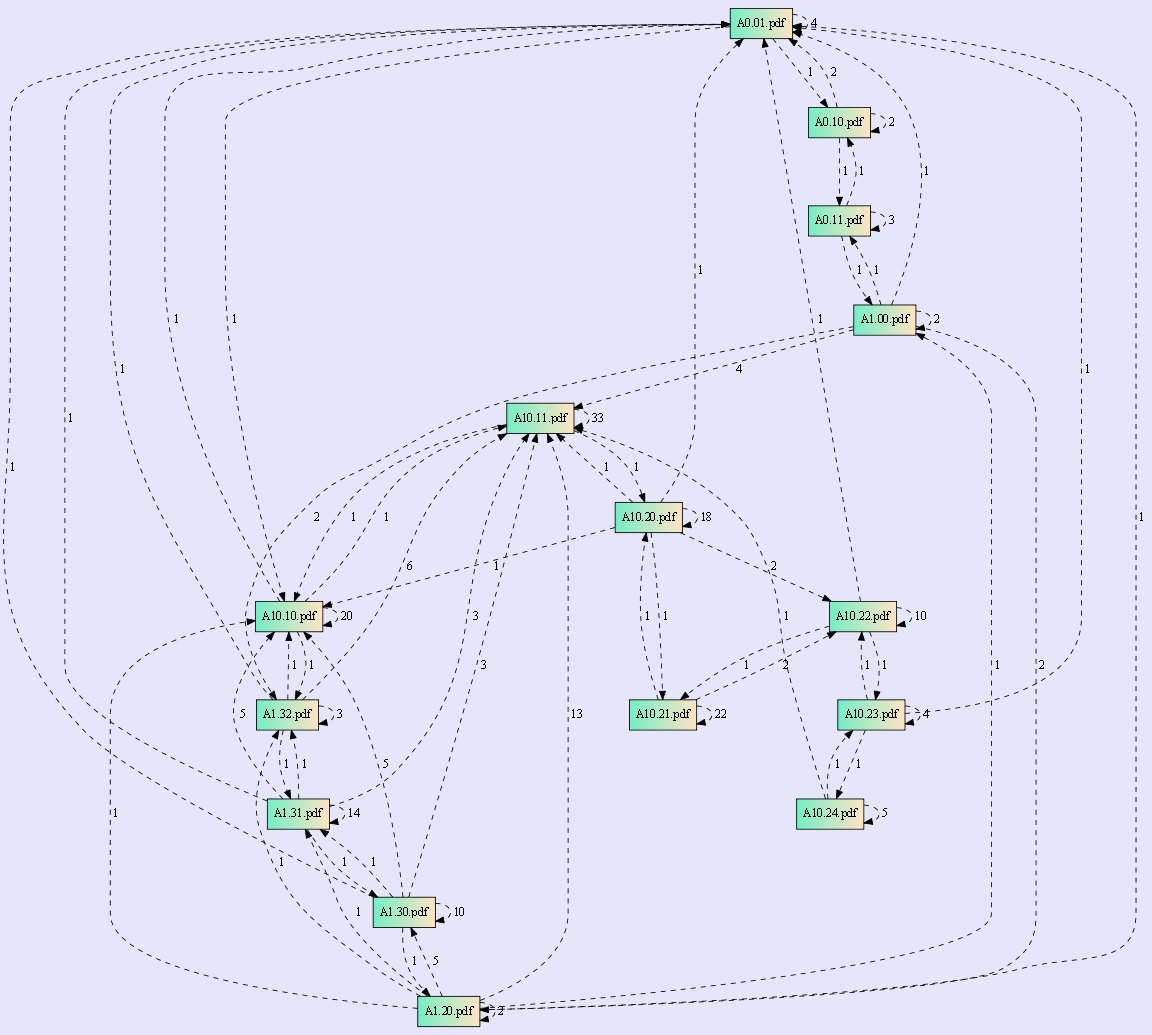 A0.01.pdf 4
1 2
A0.10.pdf 2
1 1
A0.11.pdf 3
1
1 1
A1.00.pdf 2
1
1 1 1
1 4 1
A10.11.pdf 33
1 1
1
2 1 1
A10.20.pdf 18
1
6 1 2
A10.10.pdf 20
3
1 1
1
A10.22.pdf 10
1 1 3 1 2 1 1 1 2
5
A1.32.pdf 3
13
A10.21.pdf 22
A10.23.pdf 4
1 1 5 1 1
1
A1.31.pdf 14
A10.24.pdf 5
1 1 1
1 10
A1.30.pdf
1 5
A1.20.pdf 2